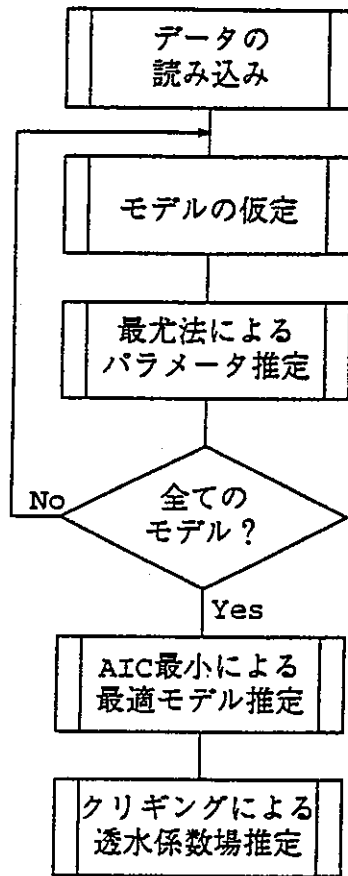 データの
読み込み
モデルの仮定
最尤法による
パラメータ推定
全ての
モデル?
No
Yes
AIC最小による
最適モデル推定
クリギングによる
透水係数場推定